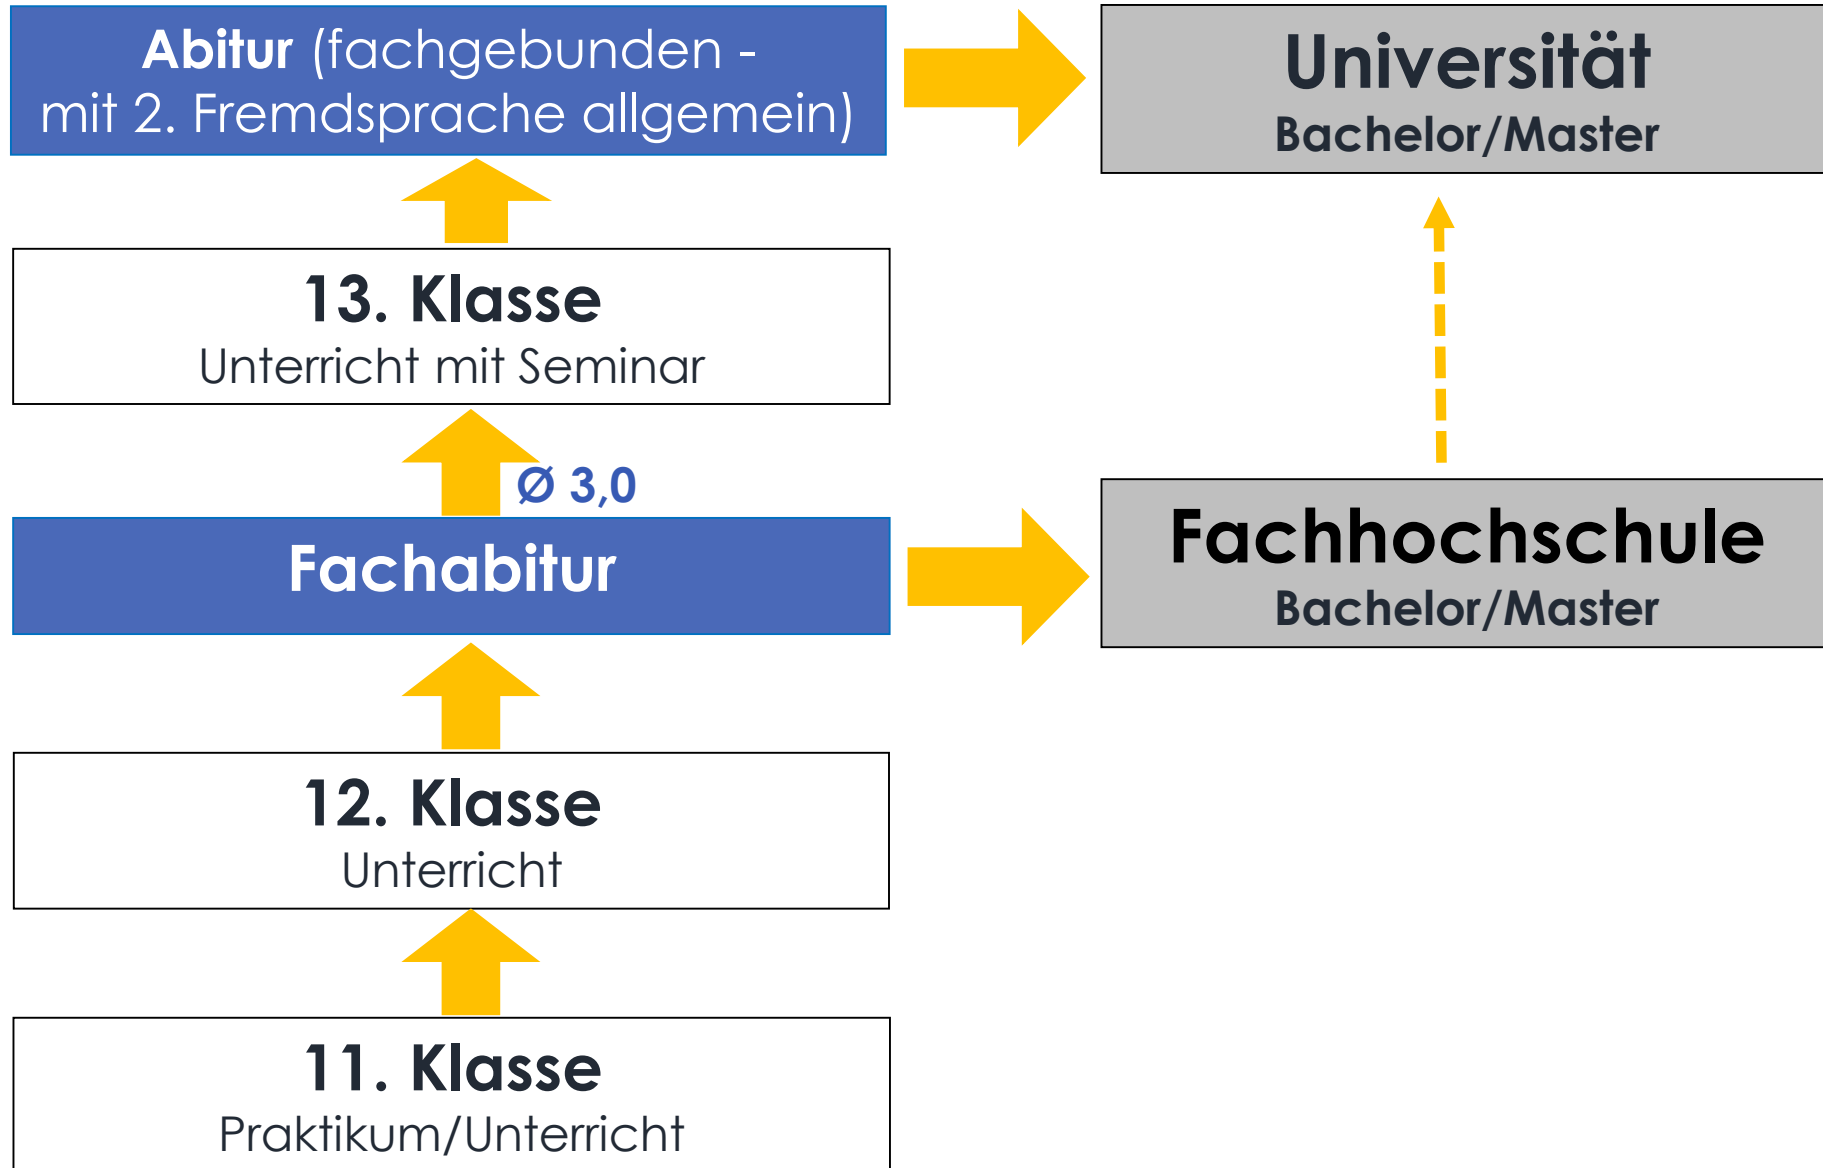 Abitur (fachgebunden -
mit 2. Fremdsprache allgemein)
Universität
Bachelor/Master
13. Klasse
Unterricht mit Seminar
Ø 3,0
Fachabitur
Fachhochschule
Bachelor/Master
12. Klasse
Unterricht
11. Klasse
Praktikum/Unterricht